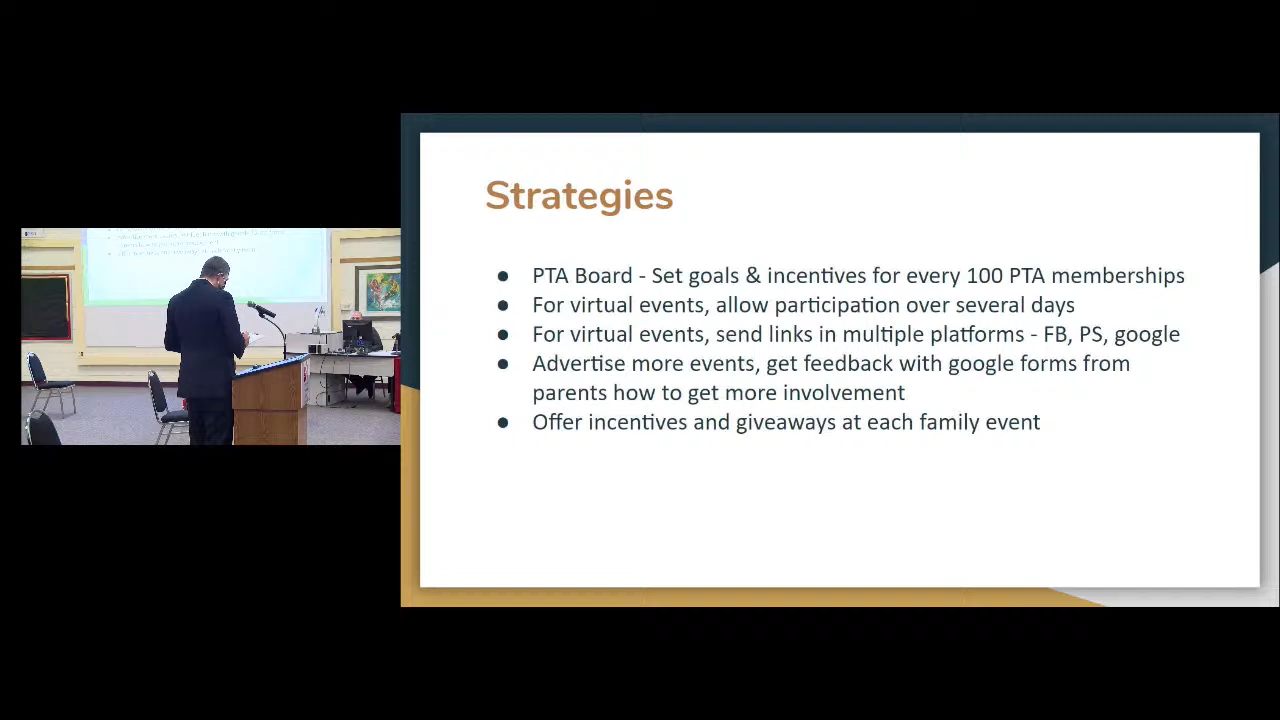 Strategies
● PTA Board - Set goals & incentives for every 100 PTA memberships
● For virtual events, allow participation over several days
● For virtual events, send links in multiple platforms - FB, PS, google
● Advertise more events, get feedback with google forms from
parents how to get more involvement
● Offer incentives and giveaways at each family event